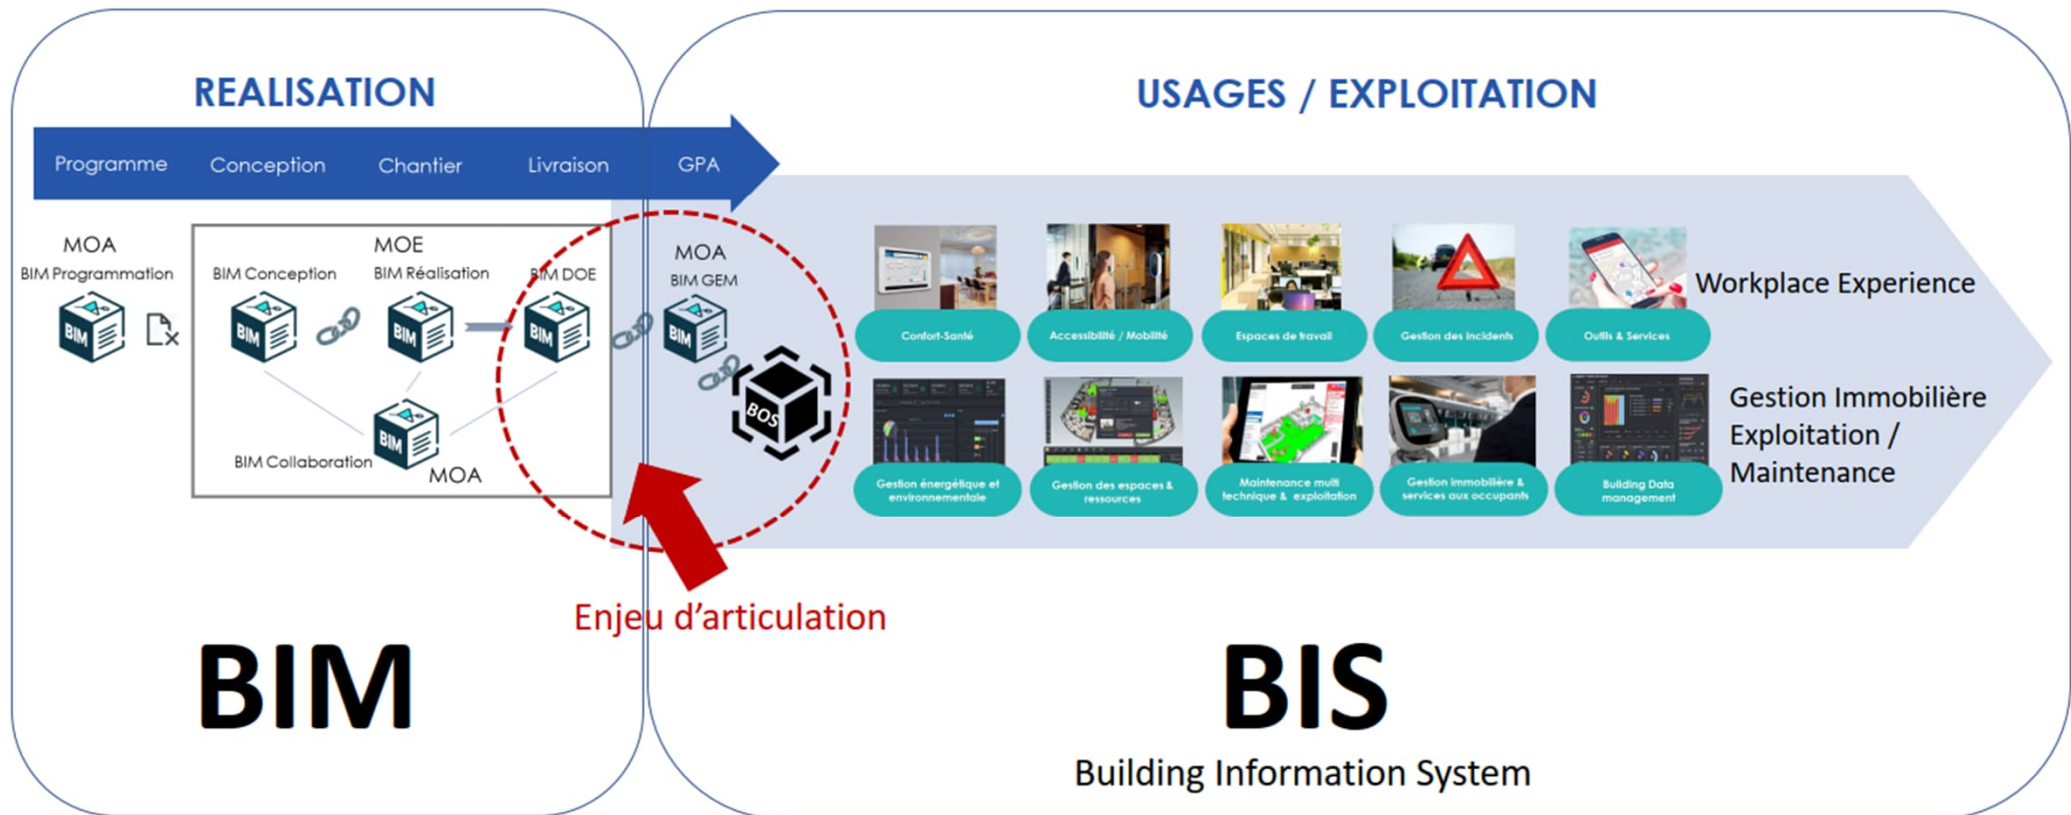 REALISATION
USAGES / EXPLOITATION
Programme
Conception
Chantier
Livraison
GPA
MOA
BIM Programmation
BIM
BIM Conception
BIM
MOE
BIM Réalisation
BIM
BIM DOE
BIM
MOA
BIM GEM
BIM
BOS
BIM Collaboration
BIM
MOA
Confort-Santé
Accessibilité / Mobilité
Espaces de travail
Gestion des incidents
Outils & Services
Workplace Experience
Gestion énergétique et
environnementale
Gestion des espaces &
ressources
Maintenance multi
technique & exploitation
Gestion immobilière &
services aux occupants
Building Data
management
Gestion Immobilière
Exploitation /
Maintenance
Enjeu d’articulation
BIM
BIS
Building Information System